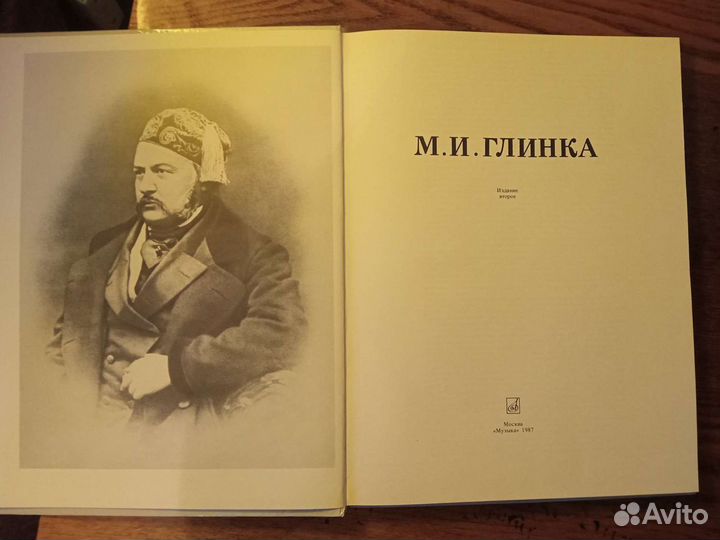 М.И.ГЛИНКА
Издание
второе
Москва
«Музыка» 1987
Avito